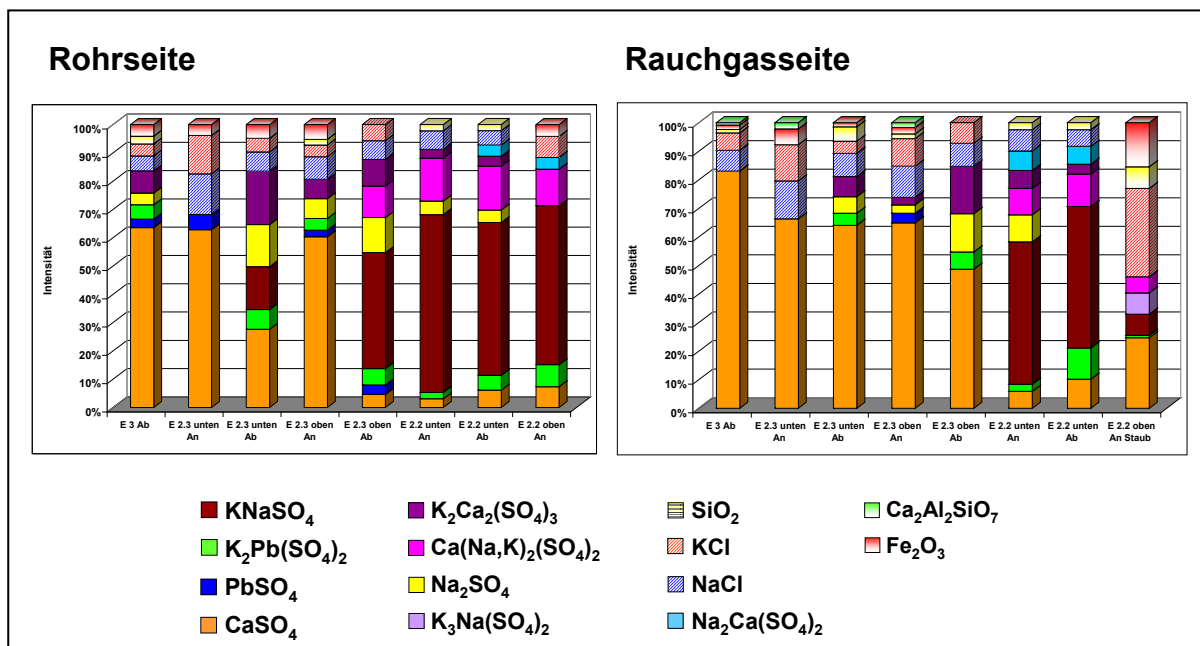 Rohrseite
Rauchgasseite
Intensität
100%
90%
80%
70%
60%
50%
40%
30%
20%
10%
0%
E 3 Ab
E 2.3 unten An
E 2.3 unten Ab
E 2.3 oben An
E 2.3 oben Ab
E 2.2 unten An
E 2.2 unten Ab
E 2.2 oben An
Intensität
100%
90%
80%
70%
60%
50%
40%
30%
20%
10%
0%
E 3 Ab
E 2.3 unten An
E 2.3 unten Ab
E 2.3 oben An
E 2.3 oben Ab
E 2.2 unten An
E 2.2 unten Ab
E 2.2 oben An Staub
KNaSO₄
K₂Pb(SO₄)₂
PbSO₄
CaSO₄
K₂Ca₂(SO₄)₃
Ca(Na,K)₂(SO₄)₂
Na₂SO₄
K₃Na(SO₄)₂
SiO₂
KCl
NaCl
Na₂Ca(SO₄)₂
Ca₂Al₂SiO₇
Fe₂O₃